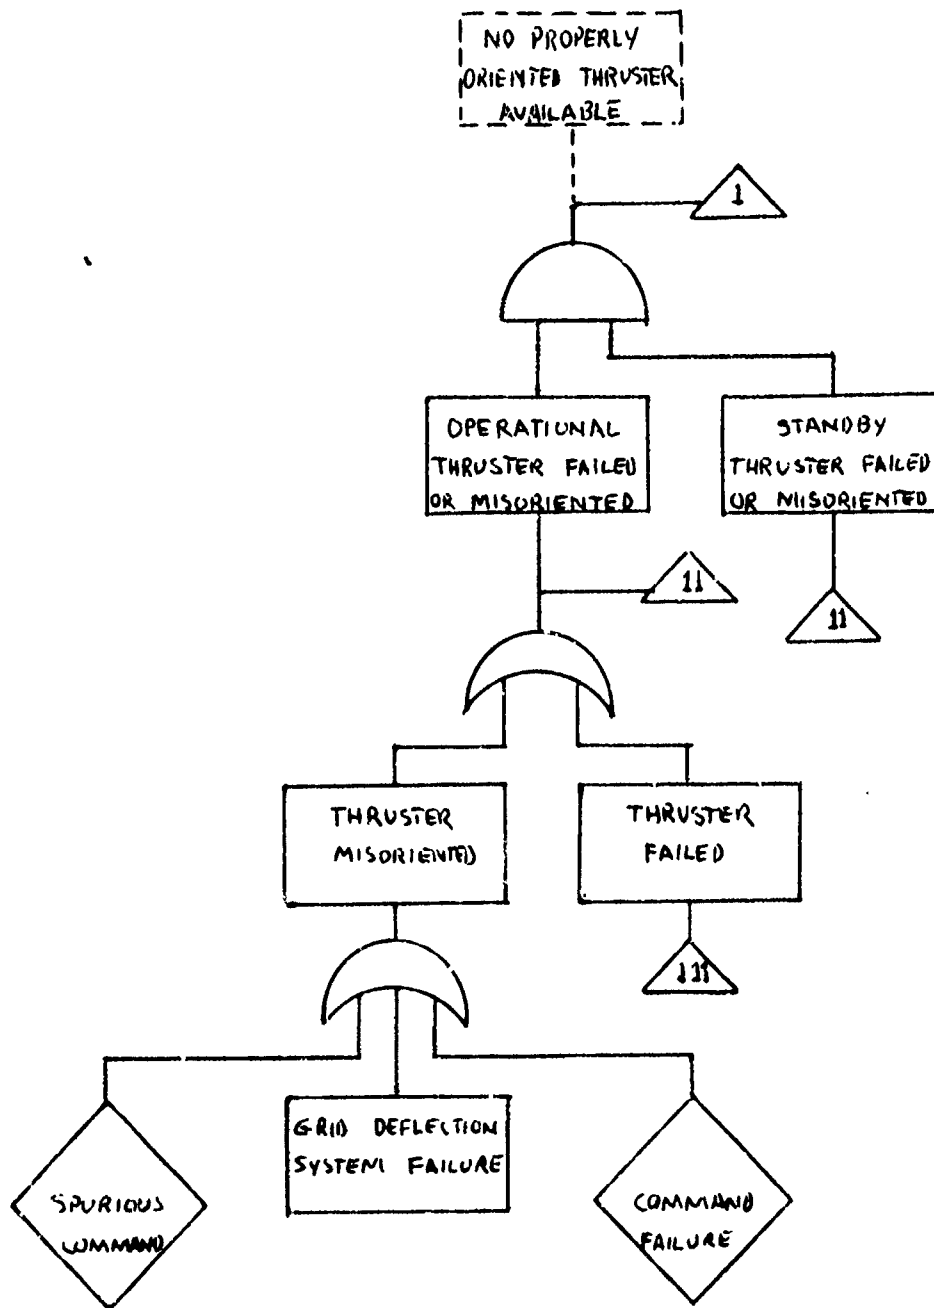 NO PROPERLY
ORIENTED THRUSTER
AVAILABLE
1
OPERATIONAL
THRUSTER FAILED
OR MISORIENTED
STANDBY
THRUSTER FAILED
OR MISORIENTED
11
11
THRUSTER
MISORIENTED
THRUSTER
FAILED
111
SPURIOUS
COMMAND
GRID DEFLECTION
SYSTEM FAILURE
COMMAND
FAILURE